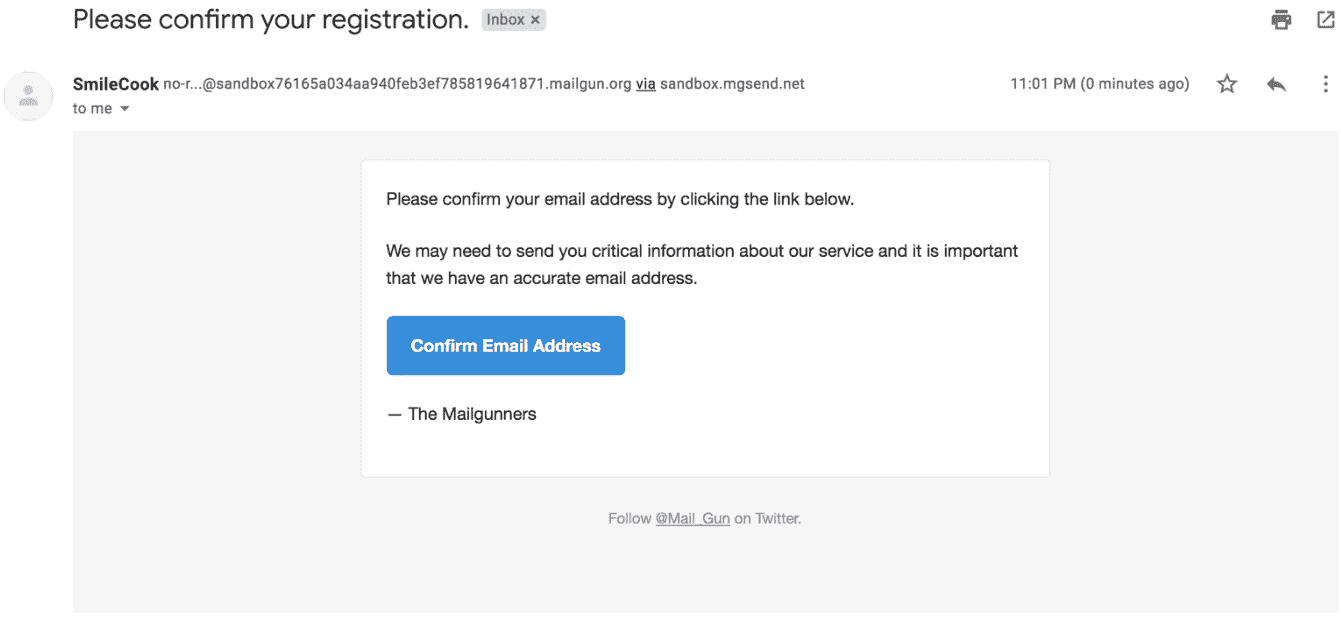 Please confirm your registration. Inbox ×
SmileCook no-r...@sandbox76165a034aa940feb3ef785819641871.mailgun.org via sandbox.mgsend.net 11:01 PM (0 minutes ago)
to me
Please confirm your email address by clicking the link below.
We may need to send you critical information about our service and it is important
that we have an accurate email address.
Confirm Email Address
— The Mailgunners
Follow @Mail_Gun on Twitter.